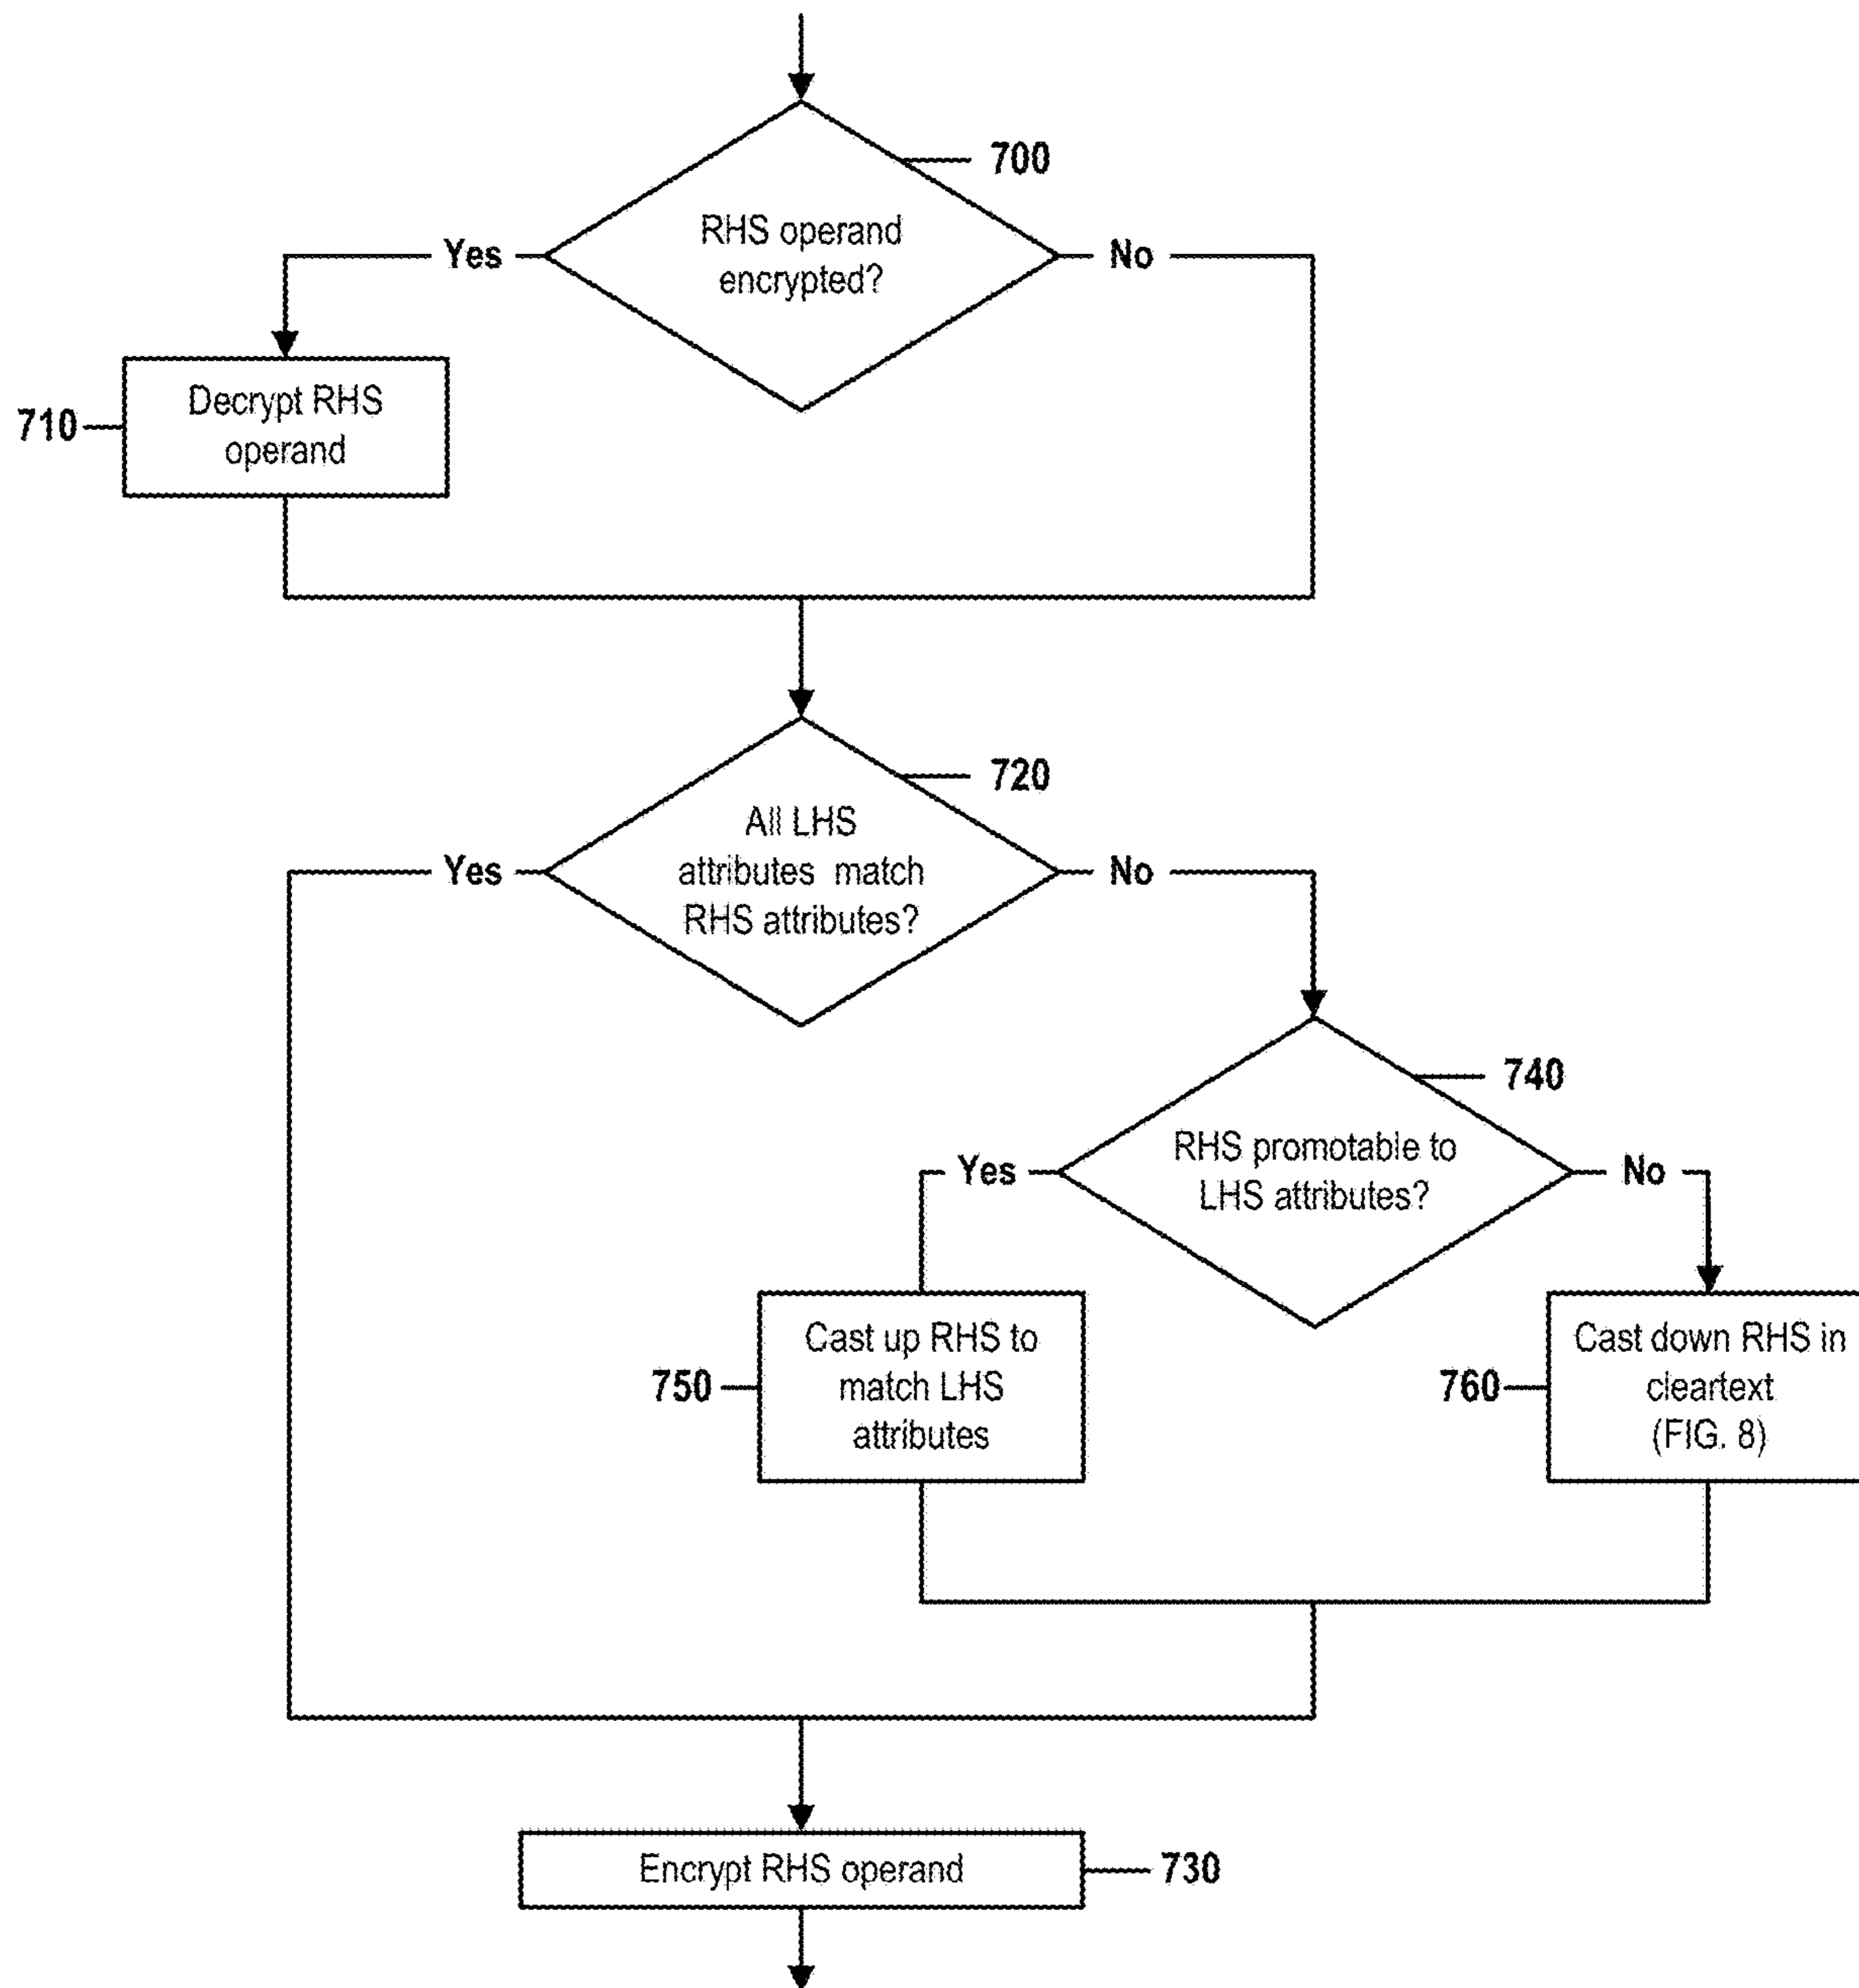 700
RHS operand
encrypted?
Yes
No
Decrypt RHS
operand
710
720
All LHS
attributes match
RHS attributes?
Yes
No
740
RHS promotable to
LHS attributes?
Yes
No
Cast up RHS to
match LHS
attributes
750
Cast down RHS in
cleartext
(FIG. 8)
760
Encrypt RHS operand
730